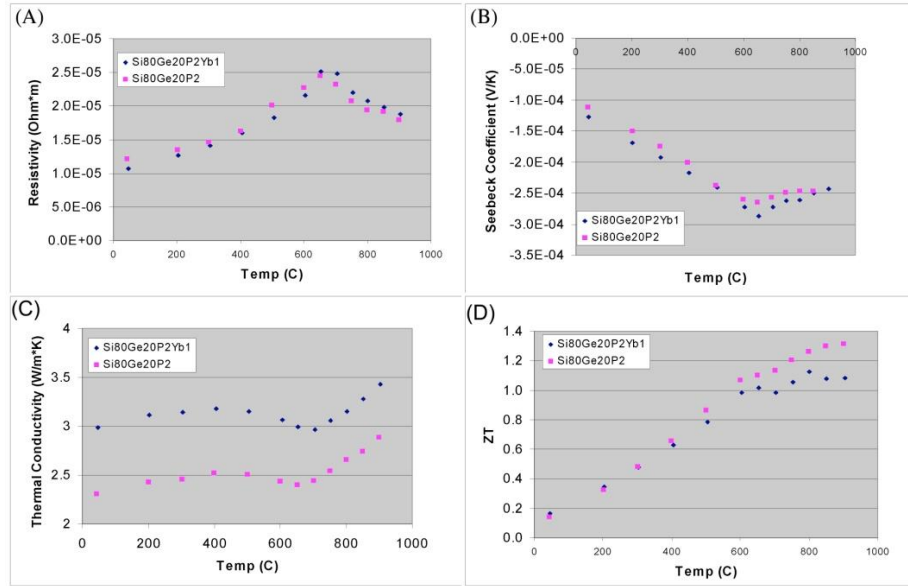 (A)
3.0E-05
2.5E-05
2.0E-05
1.5E-05
1.0E-05
5.0E-06
0.0E+00
Resistivity (Ohm*m)
Si80Ge20P2Yb1
Si80Ge20P2
0 200 400 600 800 1000
Temp (C)
(B)
0.0E+00
-5.0E-05
-1.0E-04
-1.5E-04
-2.0E-04
-2.5E-04
-3.0E-04
-3.5E-04
Seebeck Coefficient (V/K)
0 200 400 600 800 1000
Si80Ge20P2Yb1
Si80Ge20P2
Temp (C)
(C)
4
3.5
3
2.5
2
Thermal Conductivity (W/m*K)
Si80Ge20P2Yb1
Si80Ge20P2
0 200 400 600 800 1000
Temp (C)
(D)
1.4
1.2
1.0
0.8
0.6
0.4
0.2
0.0
ZT
Si80Ge20P2Yb1
Si80Ge20P2
0 200 400 600 800 1000
Temp (C)